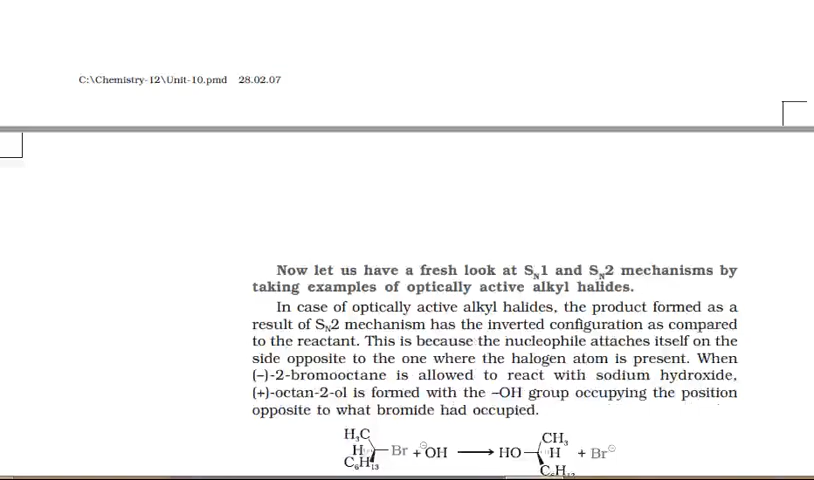 C:\Chemistry-12\Unit-10.pmd 28.02.07
Now let us have a fresh look at SN1 and SN2 mechanisms by
taking examples of optically active alkyl halides.
In case of optically active alkyl halides, the product formed as a
result of SN2 mechanism has the inverted configuration as compared
to the reactant. This is because the nucleophile attaches itself on the
side opposite to the one where the halogen atom is present. When
(–)-2-bromooctane is allowed to react with sodium hydroxide,
(+)-octan-2-ol is formed with the –OH group occupying the position
opposite to what bromide had occupied.
H₃C CH₃
H Br + ⊖OH ⟶ HO H + Br⊖
C₆H₁₃ C₆H₁₃